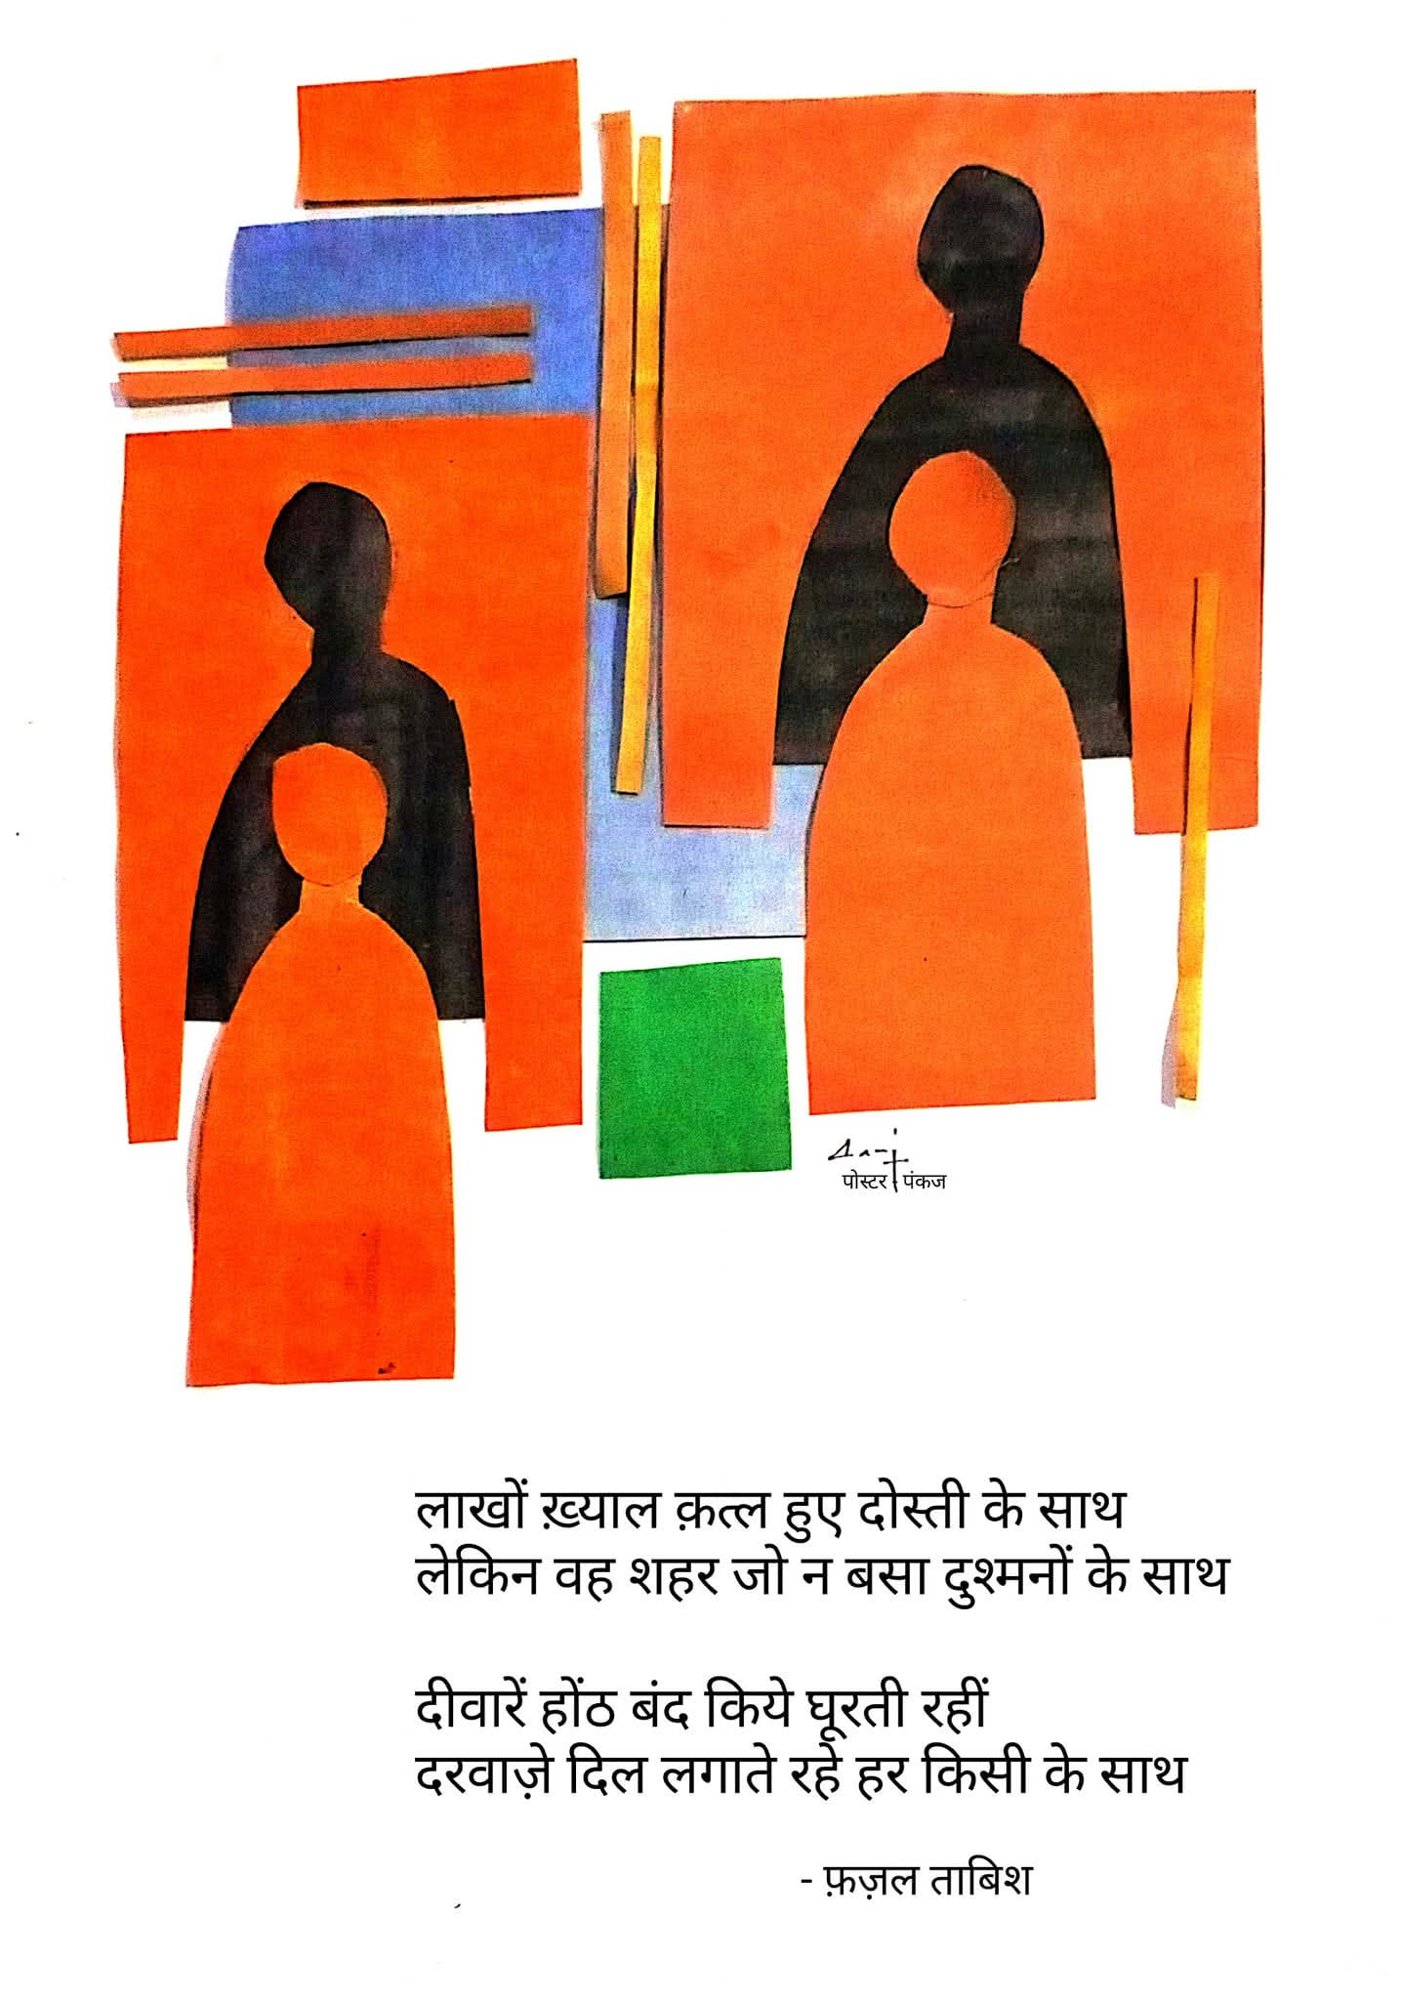 पोस्टर - पंकज
लाखों ख़्याल क़त्ल हुए दोस्ती के साथ
लेकिन वह शहर जो न बसा दुश्मनों के साथ
दीवारें होंठ बंद किये घूरती रहीं
दरवाज़े दिल लगाते रहे हर किसी के साथ
- फ़ज़ल ताबिश